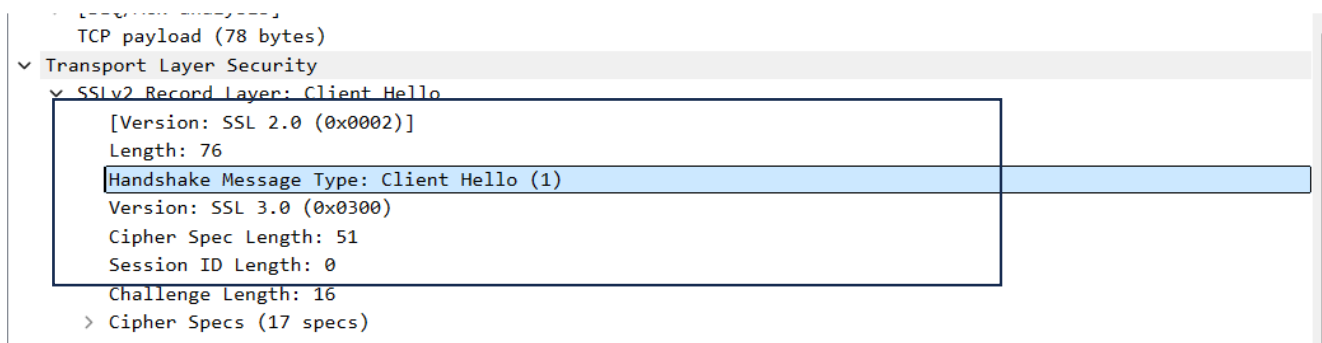 TCP payload (78 bytes)
Transport Layer Security
SSLv2 Record Layer: Client Hello
[Version: SSL 2.0 (0x0002)]
Length: 76
Handshake Message Type: Client Hello (1)
Version: SSL 3.0 (0x0300)
Cipher Spec Length: 51
Session ID Length: 0
Challenge Length: 16
Cipher Specs (17 specs)